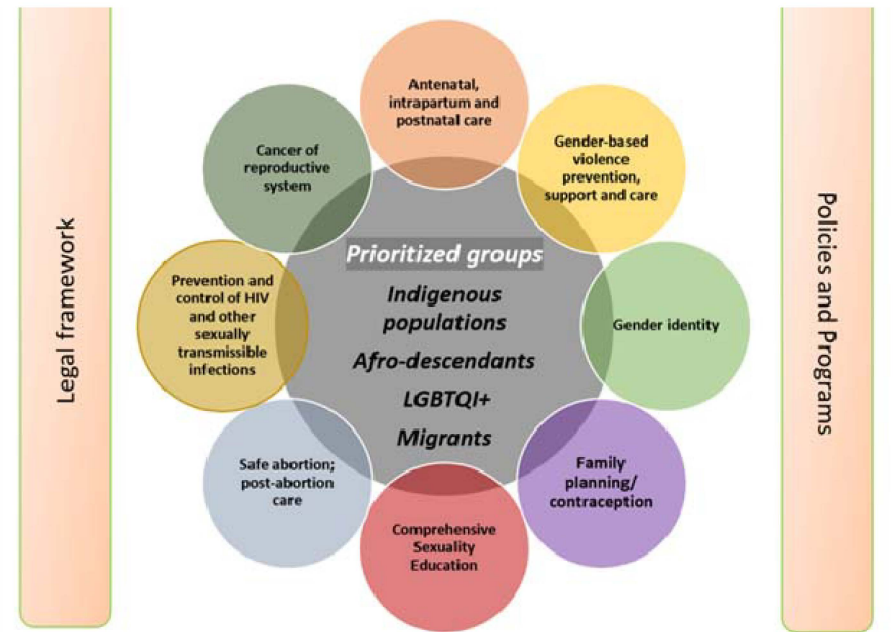 Legal framework
Antenatal,
intrapartum and
postnatal care
Gender-based
violence
prevention,
support and care
Gender identity
Family
planning/
contraception
Comprehensive
Sexuality
Education
Safe abortion;
post-abortion
care
Prevention and
control of HIV
and other
sexually
transmissible
infections
Cancer of
reproductive
system
Prioritized groups
Indigenous
populations
Afro-descendants
LGBTQI+
Migrants
Policies and Programs